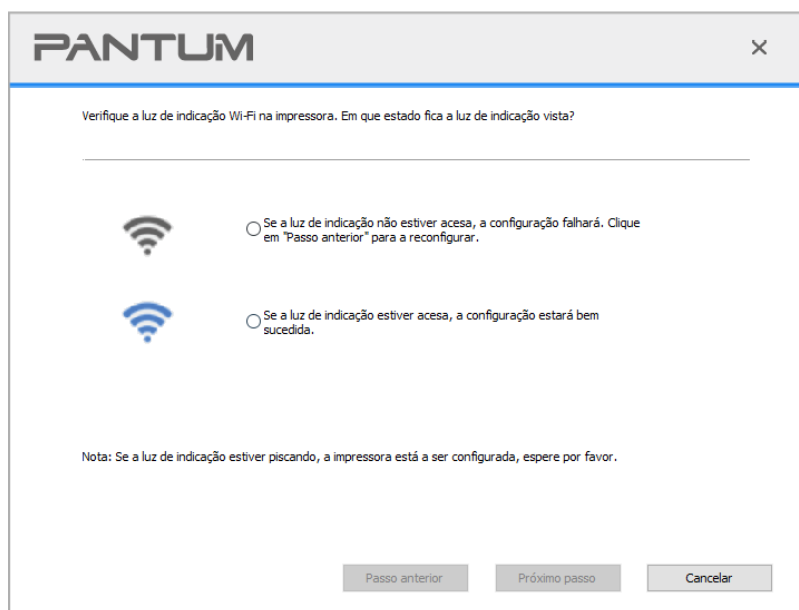 PANTUM
Verifique a luz de indicação Wi-Fi na impressora. Em que estado fica a luz de indicação vista?
Se a luz de indicação não estiver acesa, a configuração falhará. Clique
em "Passo anterior" para a reconfigurar.
Se a luz de indicação estiver acesa, a configuração estará bem
sucedida.
Nota: Se a luz de indicação estiver piscando, a impressora está a ser configurada, espere por favor.
Passo anterior
Próximo passo
Cancelar